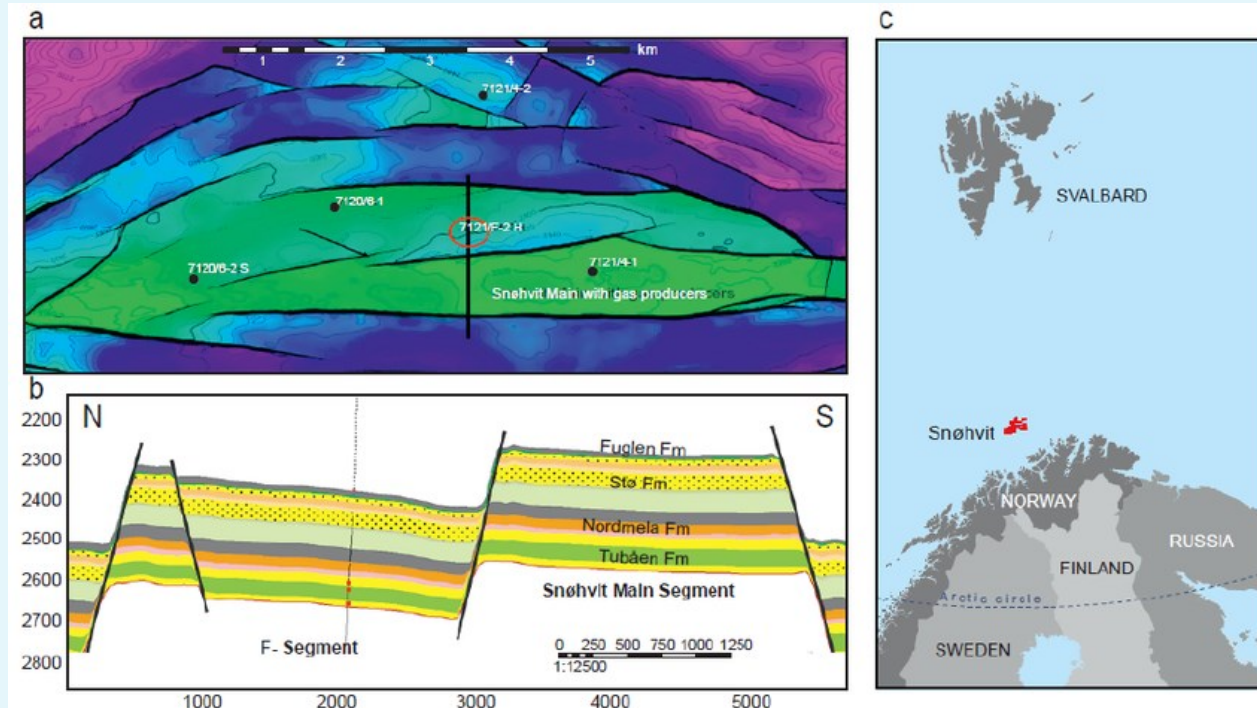 a
km
1 2 3 4 5
7121/4-2
7120/6-1
7121/F-2 H
7120/6-2 S
7121/4-1
Snøhvit Main with gas producers
b
N S
2200
2300
2400
2500
2600
2700
2800
Fuglen Fm
Stø Fm
Nordmela Fm
Tubåen Fm
Snøhvit Main Segment
F- Segment
0 250 500 750 1000 1250
1:12500
1000 2000 3000 4000 5000
c
SVALBARD
Snøhvit
NORWAY
RUSSIA
FINLAND
Arctic circle
SWEDEN